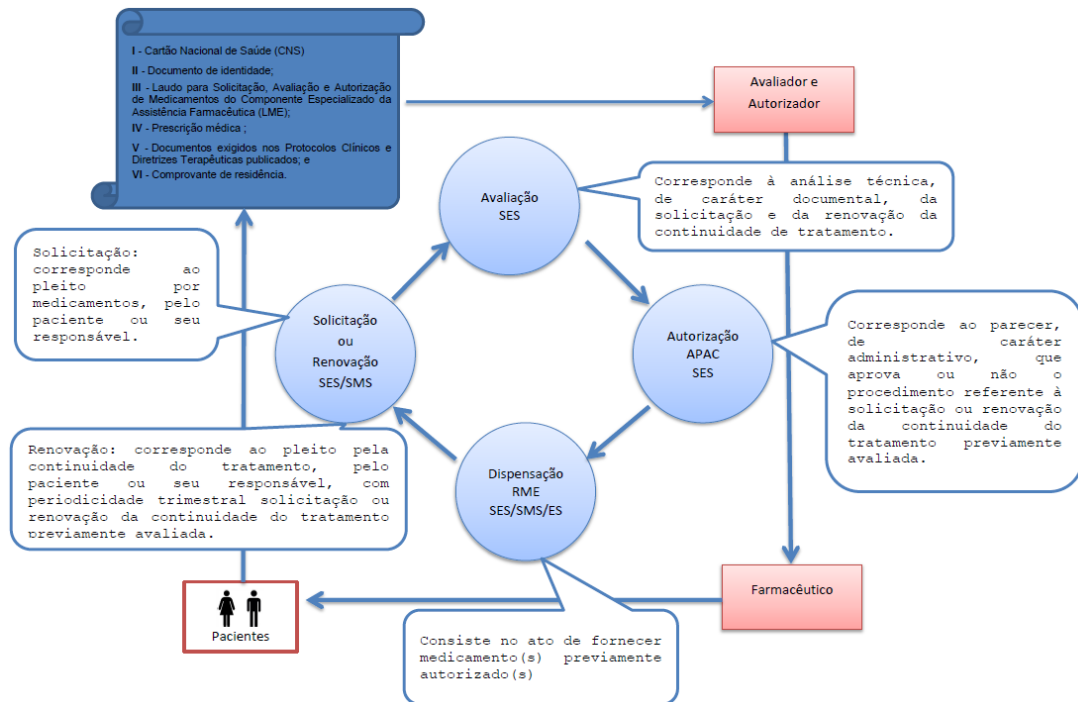 I - Cartão Nacional de Saúde (CNS)
II - Documento de identidade;
III - Laudo para Solicitação, Avaliação e Autorização
de Medicamentos do Componente Especializado da
Assistência Farmacêutica (LME);
IV - Prescrição médica ;
V - Documentos exigidos nos Protocolos Clínicos e
Diretrizes Terapêuticas publicados; e
VI - Comprovante de residência.
Avaliador e
Autorizador
Avaliação
SES
Corresponde à análise técnica,
de caráter documental, da
solicitação e da renovação da
continuidade de tratamento.
Solicitação:
corresponde ao
pleito por
medicamentos, pelo
paciente ou seu
responsável.
Solicitação
ou
Renovação
SES/SMS
Autorização
APAC
SES
Corresponde ao parecer,
de caráter
administrativo, que
aprova ou não o
procedimento referente à
solicitação ou renovação
da continuidade do
tratamento previamente
avaliada.
Renovação: corresponde ao pleito pela
continuidade do tratamento, pelo
paciente ou seu responsável, com
periodicidade trimestral solicitação ou
renovação da continuidade do tratamento
previamente avaliada.
Dispensação
RME
SES/SMS/ES
Pacientes
Farmacêutico
Consiste no ato de fornecer
medicamento(s) previamente
autorizado(s)